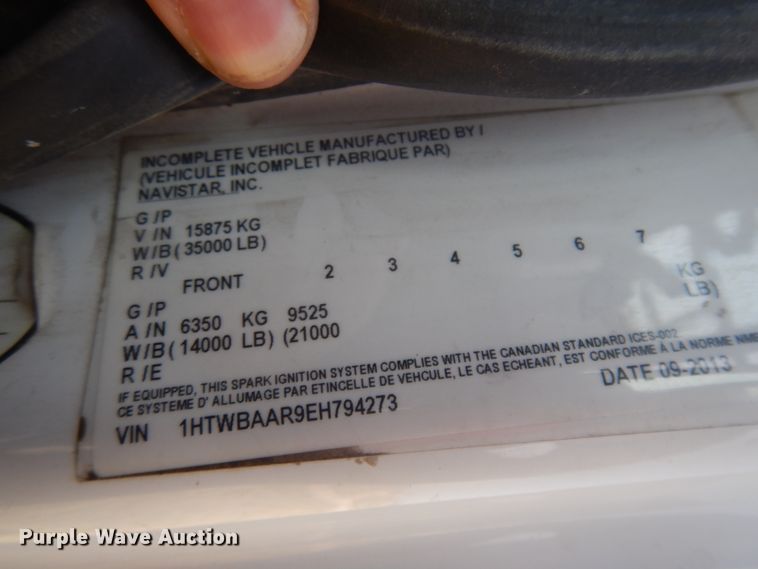 INCOMPLETE VEHICLE MANUFACTURED BY
(VEHICULE INCOMPLET FABRIQUE PAR)
NAVISTAR, INC.
G /P
V /N 15875 KG
W/B( 35000 LB)
R /V
FRONT 2 3 4 5 6 7
G /P
A /N 6350 KG 9525 KG
W/B( 14000 LB) (21000 LB)
R /E
IF EQUIPPED, THIS SPARK IGNITION SYSTEM COMPLIES WITH THE CANADIAN STANDARD ICES-002
CE SYSTEME D' ALLUMAGE PAR ETINCELLE DE VEHCULE, LE CAS ECHEANT, EST CONFORME À LA NORME NMB
DATE 09-2013
VIN 1HTWBAAR9EH794273
Purple Wave Auction